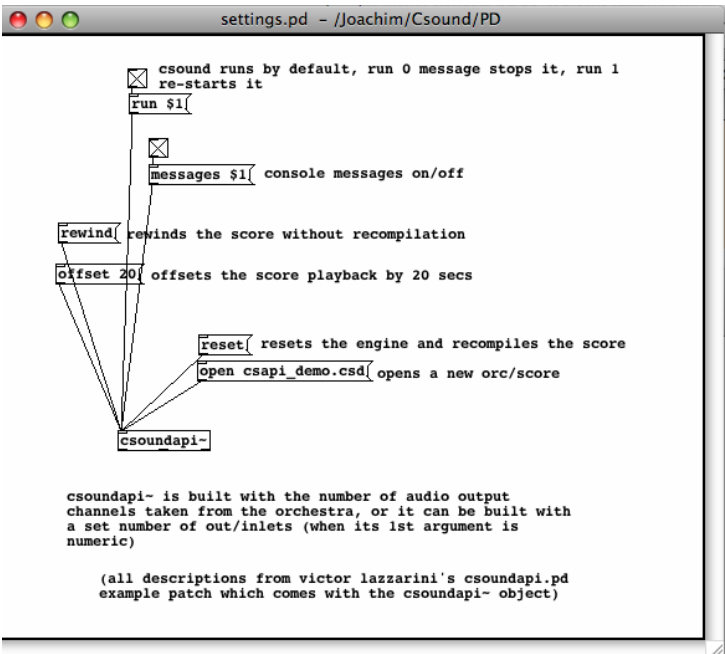 settings.pd - /Joachim/Csound/PD
csound runs by default, run 0 message stops it, run 1
re-starts it
run $1
messages $1 console messages on/off
rewind rewinds the score without recompilation
offset 20 offsets the score playback by 20 secs
reset resets the engine and recompiles the score
open csapi_demo.csd opens a new orc/score
csoundapi~
csoundapi~ is built with the number of audio output
channels taken from the orchestra, or it can be built with
a set number of out/inlets (when its 1st argument is
numeric)
(all descriptions from victor lazzarini's csoundapi.pd
example patch which comes with the csoundapi~ object)